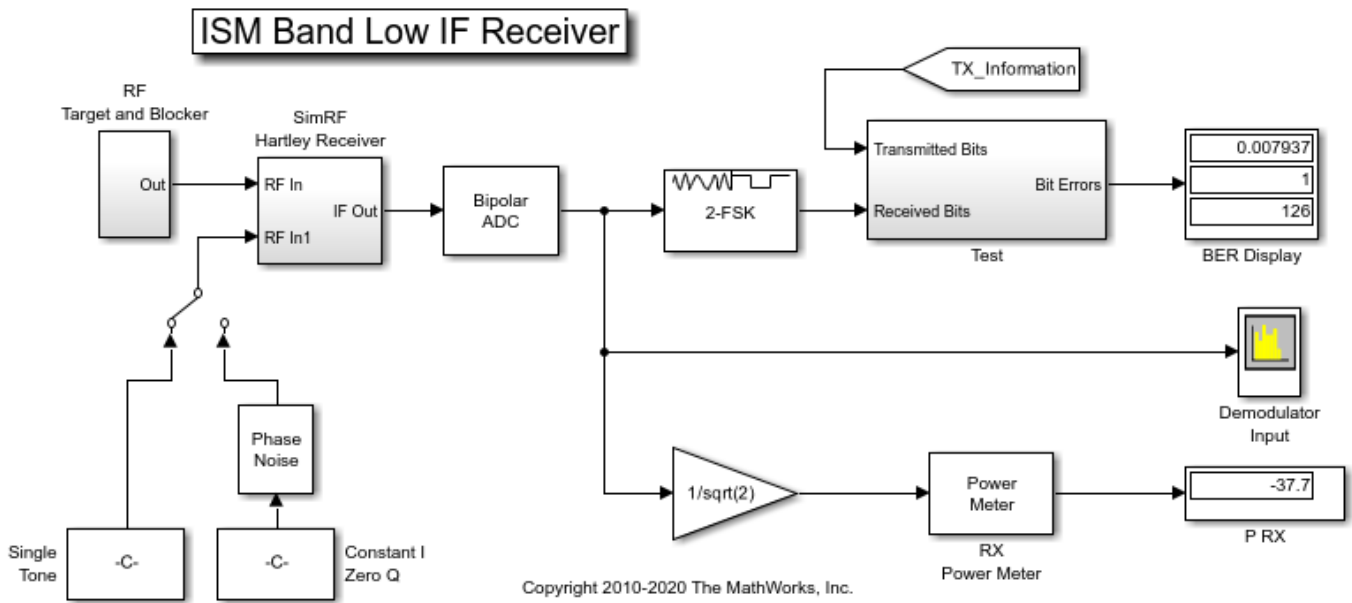 ISM Band Low IF Receiver
TX_Information
RF
Target and Blocker
Out
SimRF
Hartley Receiver
RF In
IF Out
RF In1
Bipolar
ADC
2-FSK
Transmitted Bits
Bit Errors
Received Bits
Test
0.007937
1
126
BER Display
Demodulator
Input
Phase
Noise
1/sqrt(2)
Power
Meter
RX
Power Meter
-37.7
P RX
Single
Tone
-C-
-C-
Constant I
Zero Q
Copyright 2010-2020 The MathWorks, Inc.